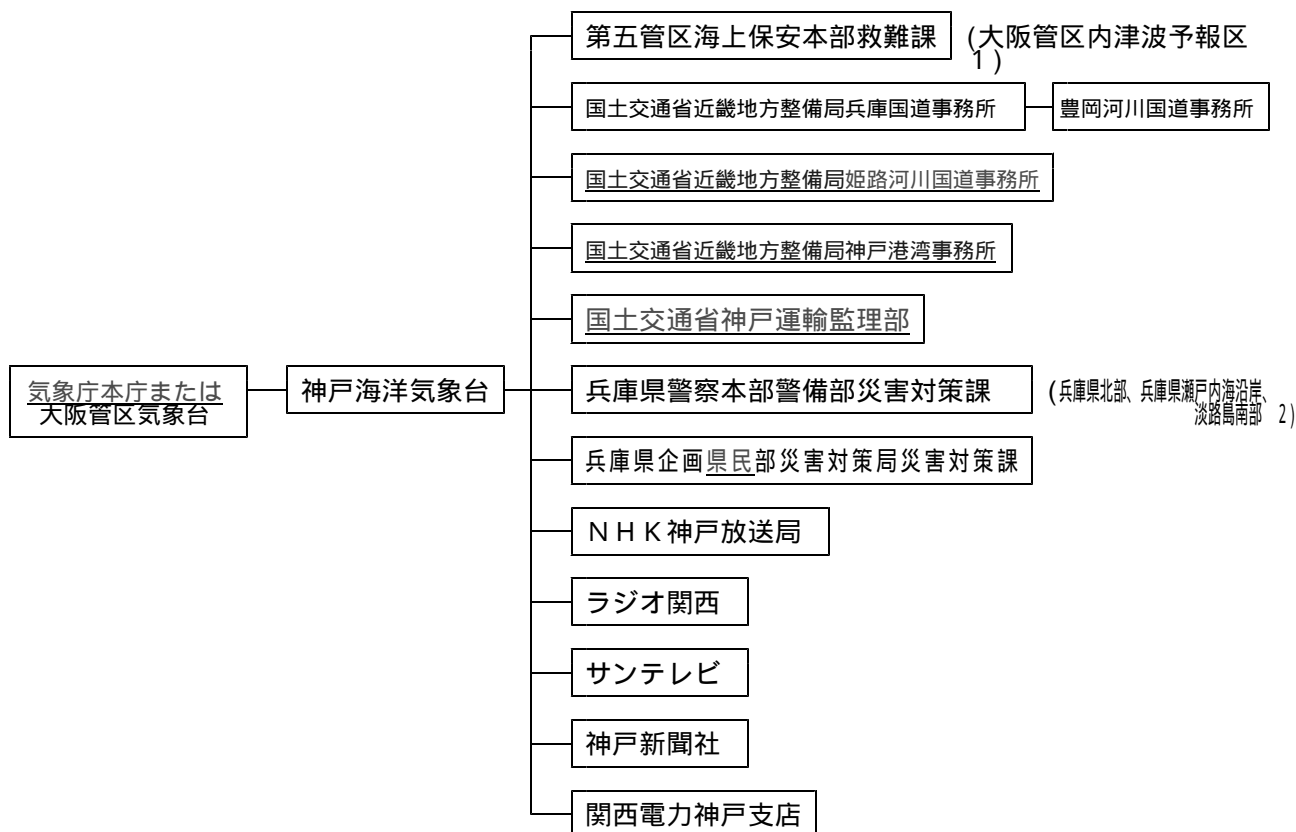 第五管区海上保安本部救難課 (大阪管区内津波予報区
1)
国土交通省近畿地方整備局兵庫国道事務所 豊岡河川国道事務所
国土交通省近畿地方整備局姫路河川国道事務所
国土交通省近畿地方整備局神戸港湾事務所
国土交通省神戸運輸監理部
気象庁本庁または
大阪管区気象台
神戸海洋気象台
兵庫県警察本部警備部災害対策課 (兵庫県北部、兵庫県瀬戸内海沿岸、
淡路島南部 2)
兵庫県企画県民部災害対策局災害対策課
NHK神戸放送局
ラジオ関西
サンテレビ
神戸新聞社
関西電力神戸支店